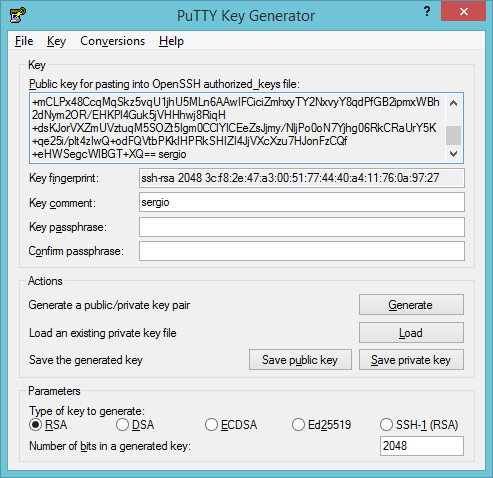 PuTTY Key Generator
?
File Key Conversions Help
Key
Public key for pasting into OpenSSH authorized_keys file:
+mCLPx48CcqMqSkz5vqU1jhU5MLn6AAwIFCiciZmhxyTY2NxvyY8qdPfGB2ipmxWBh
2dNym2OR/EHKPl4Guk5jVHHhwj8RiqH
+dsKJorVXZmUVztuqM5SOZt5Igm0CClYICEeZsJjmy/NljPo0oN7Yjhg06RkCRaUrY5K
+qe25i/plt4zIwQ+odFQVtbPKkIHPRkSHIZI4JjVXcXzu7HJonFzCQf
+eHWSegcWIBGT+XQ== sergio
Key fingerprint: ssh-rsa 2048 3c:f8:2e:47:a3:00:51:77:44:40:a4:11:76:0a:97:27
Key comment: sergio
Key passphrase:
Confirm passphrase:
Actions
Generate a public/private key pair Generate
Load an existing private key file Load
Save the generated key Save public key Save private key
Parameters
Type of key to generate:
RSA DSA ECDSA Ed25519 SSH-1 (RSA)
Number of bits in a generated key: 2048